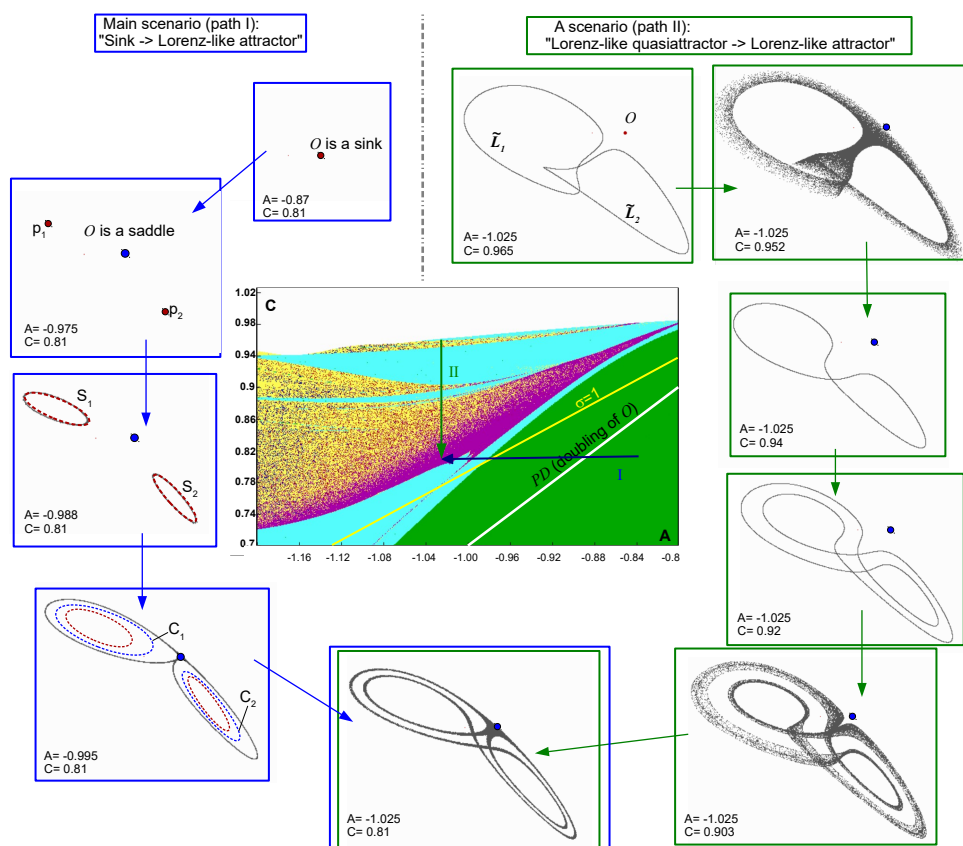 Main scenario (path I):
"Sink -> Lorenz-like attractor"
O is a sink
A= -0.87
C= 0.81
p1
O is a saddle
p2
A= -0.975
C= 0.81
S1
S2
A= -0.988
C= 0.81
C1
C2
A= -0.995
C= 0.81
A scenario (path II):
"Lorenz-like quasiattractor -> Lorenz-like attractor"
L̃1
O
L̃2
A= -1.025
C= 0.965
A= -1.025
C= 0.952
A= -1.025
C= 0.94
A= -1.025
C= 0.92
A= -1.025
C= 0.903
A= -1.025
C= 0.81
1.02
0.98
0.94
0.9
0.86
0.82
0.78
0.74
0.7
C
II
σ=1
PD (doubling of O)
I
A
-1.16
-1.12
-1.08
-1.04
-1.00
-0.96
-0.92
-0.88
-0.84
-0.8